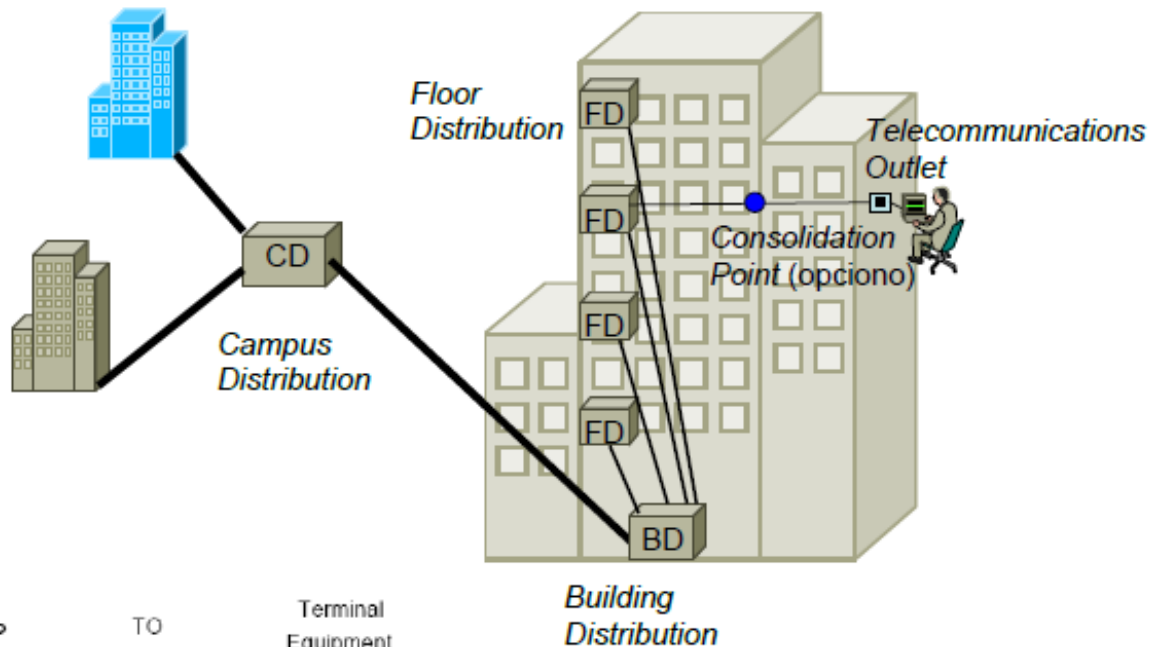 Floor
Distribution
FD
Telecommunications
Outlet
FD
Consolidation
Point (opciono)
CD
Campus
Distribution
FD
FD
BD
Building
Distribution
TO
Terminal
Equipment